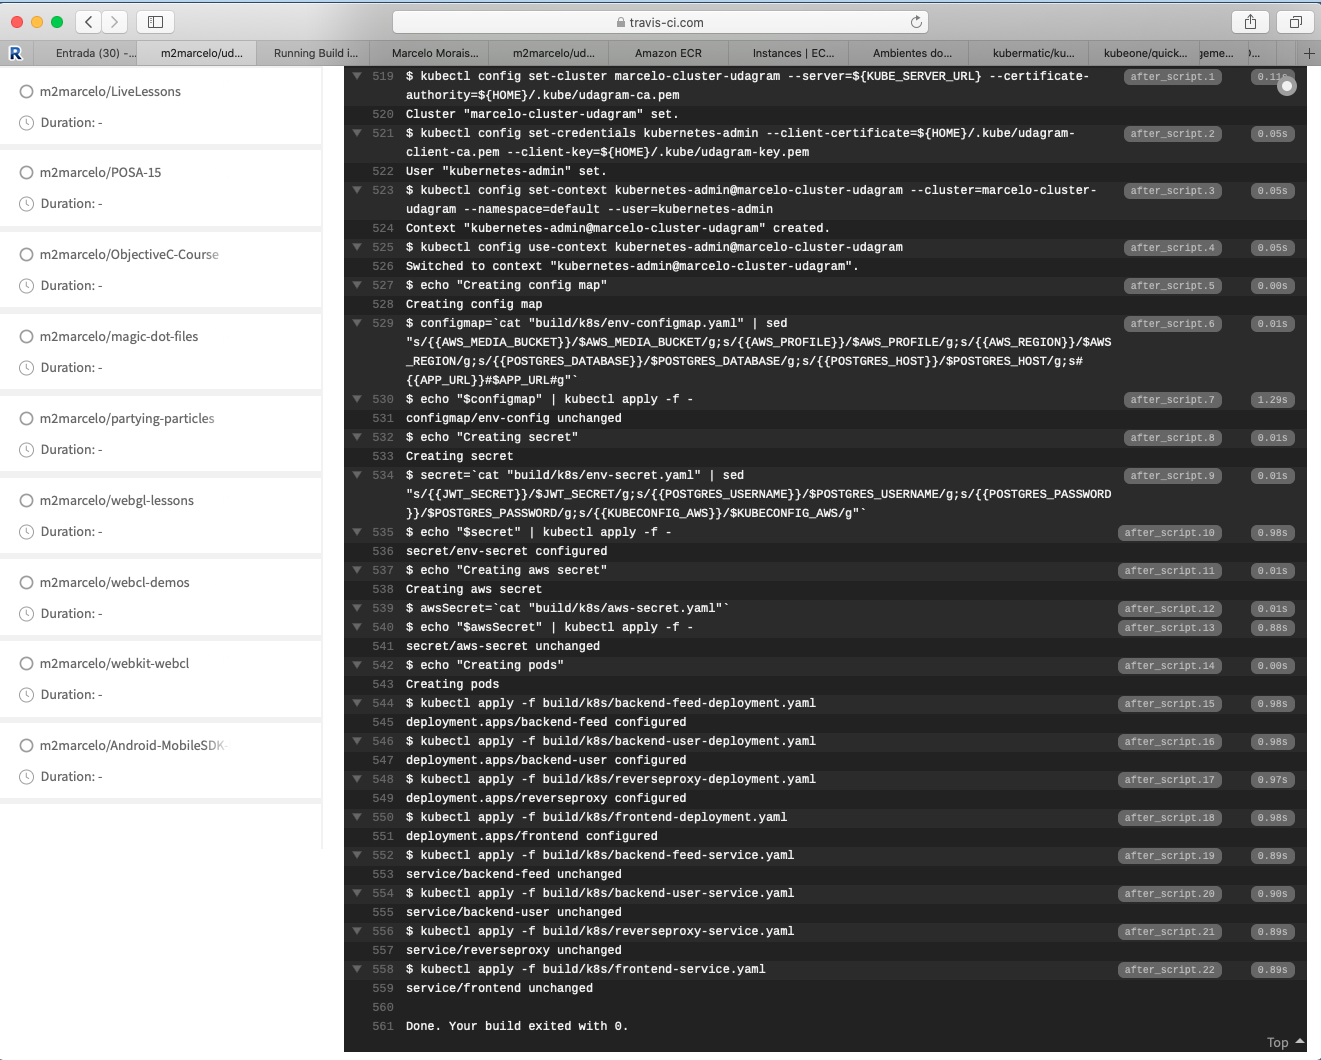 travis-ci.com
R
Entrada (30) -...
m2marcelo/ud...
Running Build i...
Marcelo Morais...
m2marcelo/ud...
Amazon ECR
Instances | EC...
Ambientes do...
kubermatic/ku...
kubeone/quick...
geme...
...
+
m2marcelo/LiveLessons
Duration: -
m2marcelo/POSA-15
Duration: -
m2marcelo/ObjectiveC-Course
Duration: -
m2marcelo/magic-dot-files
Duration: -
m2marcelo/partying-particles
Duration: -
m2marcelo/webgl-lessons
Duration: -
m2marcelo/webcl-demos
Duration: -
m2marcelo/webkit-webcl
Duration: -
m2marcelo/Android-MobileSDK-
Duration: -
519 $ kubectl config set-cluster marcelo-cluster-udagram --server=${KUBE_SERVER_URL} --certificate- after_script.1 0.11s
authority=${HOME}/.kube/udagram-ca.pem
520 Cluster "marcelo-cluster-udagram" set.
521 $ kubectl config set-credentials kubernetes-admin --client-certificate=${HOME}/.kube/udagram- after_script.2 0.05s
client-ca.pem --client-key=${HOME}/.kube/udagram-key.pem
522 User "kubernetes-admin" set.
523 $ kubectl config set-context kubernetes-admin@marcelo-cluster-udagram --cluster=marcelo-cluster- after_script.3 0.05s
udagram --namespace=default --user=kubernetes-admin
524 Context "kubernetes-admin@marcelo-cluster-udagram" created.
525 $ kubectl config use-context kubernetes-admin@marcelo-cluster-udagram after_script.4 0.05s
526 Switched to context "kubernetes-admin@marcelo-cluster-udagram".
527 $ echo "Creating config map" after_script.5 0.00s
528 Creating config map
529 $ configmap=`cat "build/k8s/env-configmap.yaml" | sed after_script.6 0.01s
"s/{{AWS_MEDIA_BUCKET}}/$AWS_MEDIA_BUCKET/g;s/{{AWS_PROFILE}}/$AWS_PROFILE/g;s/{{AWS_REGION}}/$AWS
_REGION/g;s/{{POSTGRES_DATABASE}}/$POSTGRES_DATABASE/g;s/{{POSTGRES_HOST}}/$POSTGRES_HOST/g;s#
{{APP_URL}}#$APP_URL#g"`
530 $ echo "$configmap" | kubectl apply -f - after_script.7 1.29s
531 configmap/env-config unchanged
532 $ echo "Creating secret" after_script.8 0.01s
533 Creating secret
534 $ secret=`cat "build/k8s/env-secret.yaml" | sed after_script.9 0.01s
"s/{{JWT_SECRET}}/$JWT_SECRET/g;s/{{POSTGRES_USERNAME}}/$POSTGRES_USERNAME/g;s/{{POSTGRES_PASSWORD
}}/$POSTGRES_PASSWORD/g;s/{{KUBECONFIG_AWS}}/$KUBECONFIG_AWS/g"`
535 $ echo "$secret" | kubectl apply -f - after_script.10 0.98s
536 secret/env-secret configured
537 $ echo "Creating aws secret" after_script.11 0.01s
538 Creating aws secret
539 $ awsSecret=`cat "build/k8s/aws-secret.yaml"` after_script.12 0.01s
540 $ echo "$awsSecret" | kubectl apply -f - after_script.13 0.88s
541 secret/aws-secret unchanged
542 $ echo "Creating pods" after_script.14 0.00s
543 Creating pods
544 $ kubectl apply -f build/k8s/backend-feed-deployment.yaml after_script.15 0.98s
545 deployment.apps/backend-feed configured
546 $ kubectl apply -f build/k8s/backend-user-deployment.yaml after_script.16 0.98s
547 deployment.apps/backend-user configured
548 $ kubectl apply -f build/k8s/reverseproxy-deployment.yaml after_script.17 0.97s
549 deployment.apps/reverseproxy configured
550 $ kubectl apply -f build/k8s/frontend-deployment.yaml after_script.18 0.98s
551 deployment.apps/frontend configured
552 $ kubectl apply -f build/k8s/backend-feed-service.yaml after_script.19 0.89s
553 service/backend-feed unchanged
554 $ kubectl apply -f build/k8s/backend-user-service.yaml after_script.20 0.90s
555 service/backend-user unchanged
556 $ kubectl apply -f build/k8s/reverseproxy-service.yaml after_script.21 0.89s
557 service/reverseproxy unchanged
558 $ kubectl apply -f build/k8s/frontend-service.yaml after_script.22 0.89s
559 service/frontend unchanged
560
561 Done. Your build exited with 0.
Top